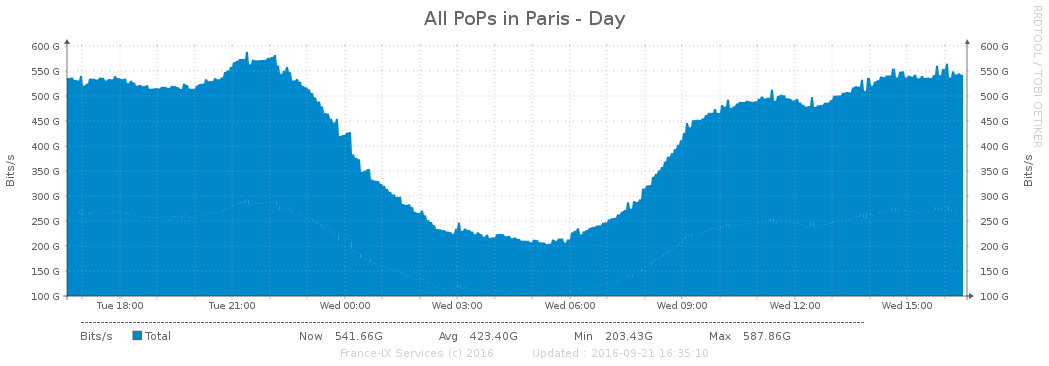 All PoPs in Paris - Day
RRDTOOL / TOBI OETIKER
Bits/s
600 G
550 G
500 G
450 G
400 G
350 G
300 G
250 G
200 G
150 G
100 G
600 G
550 G
500 G
450 G
400 G
350 G
300 G
250 G
200 G
150 G
100 G
Bits/s
Tue 18:00 Tue 21:00 Wed 00:00 Wed 03:00 Wed 06:00 Wed 09:00 Wed 12:00 Wed 15:00
Bits/s Total Now 541.66G Avg 423.40G Min 203.43G Max 587.86G
France-IX Services (c) 2016 Updated : 2016-09-21 16:35:10